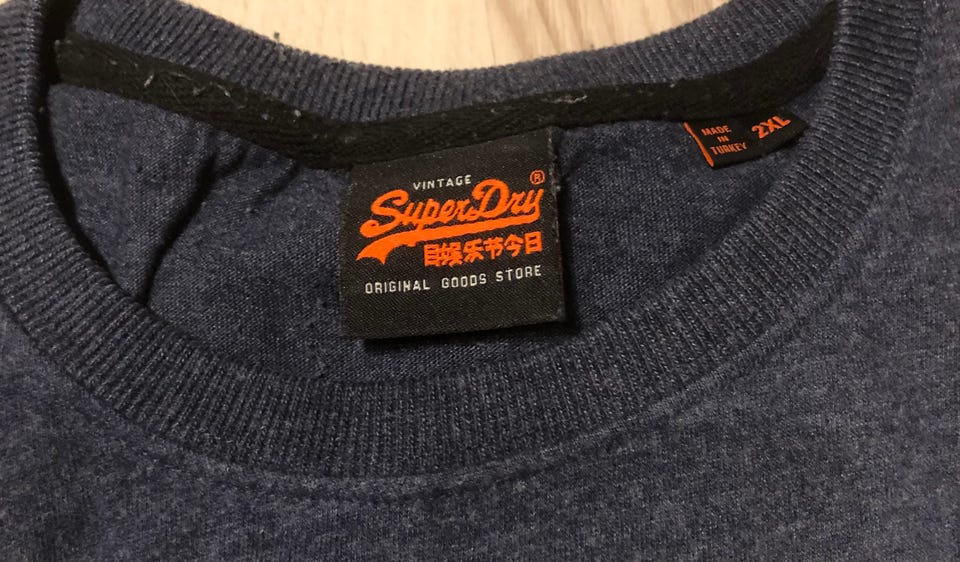 VINTAGE
SuperDry®
目娱乐节今日
ORIGINAL GOODS STORE
MADE
IN
TURKEY
2XL